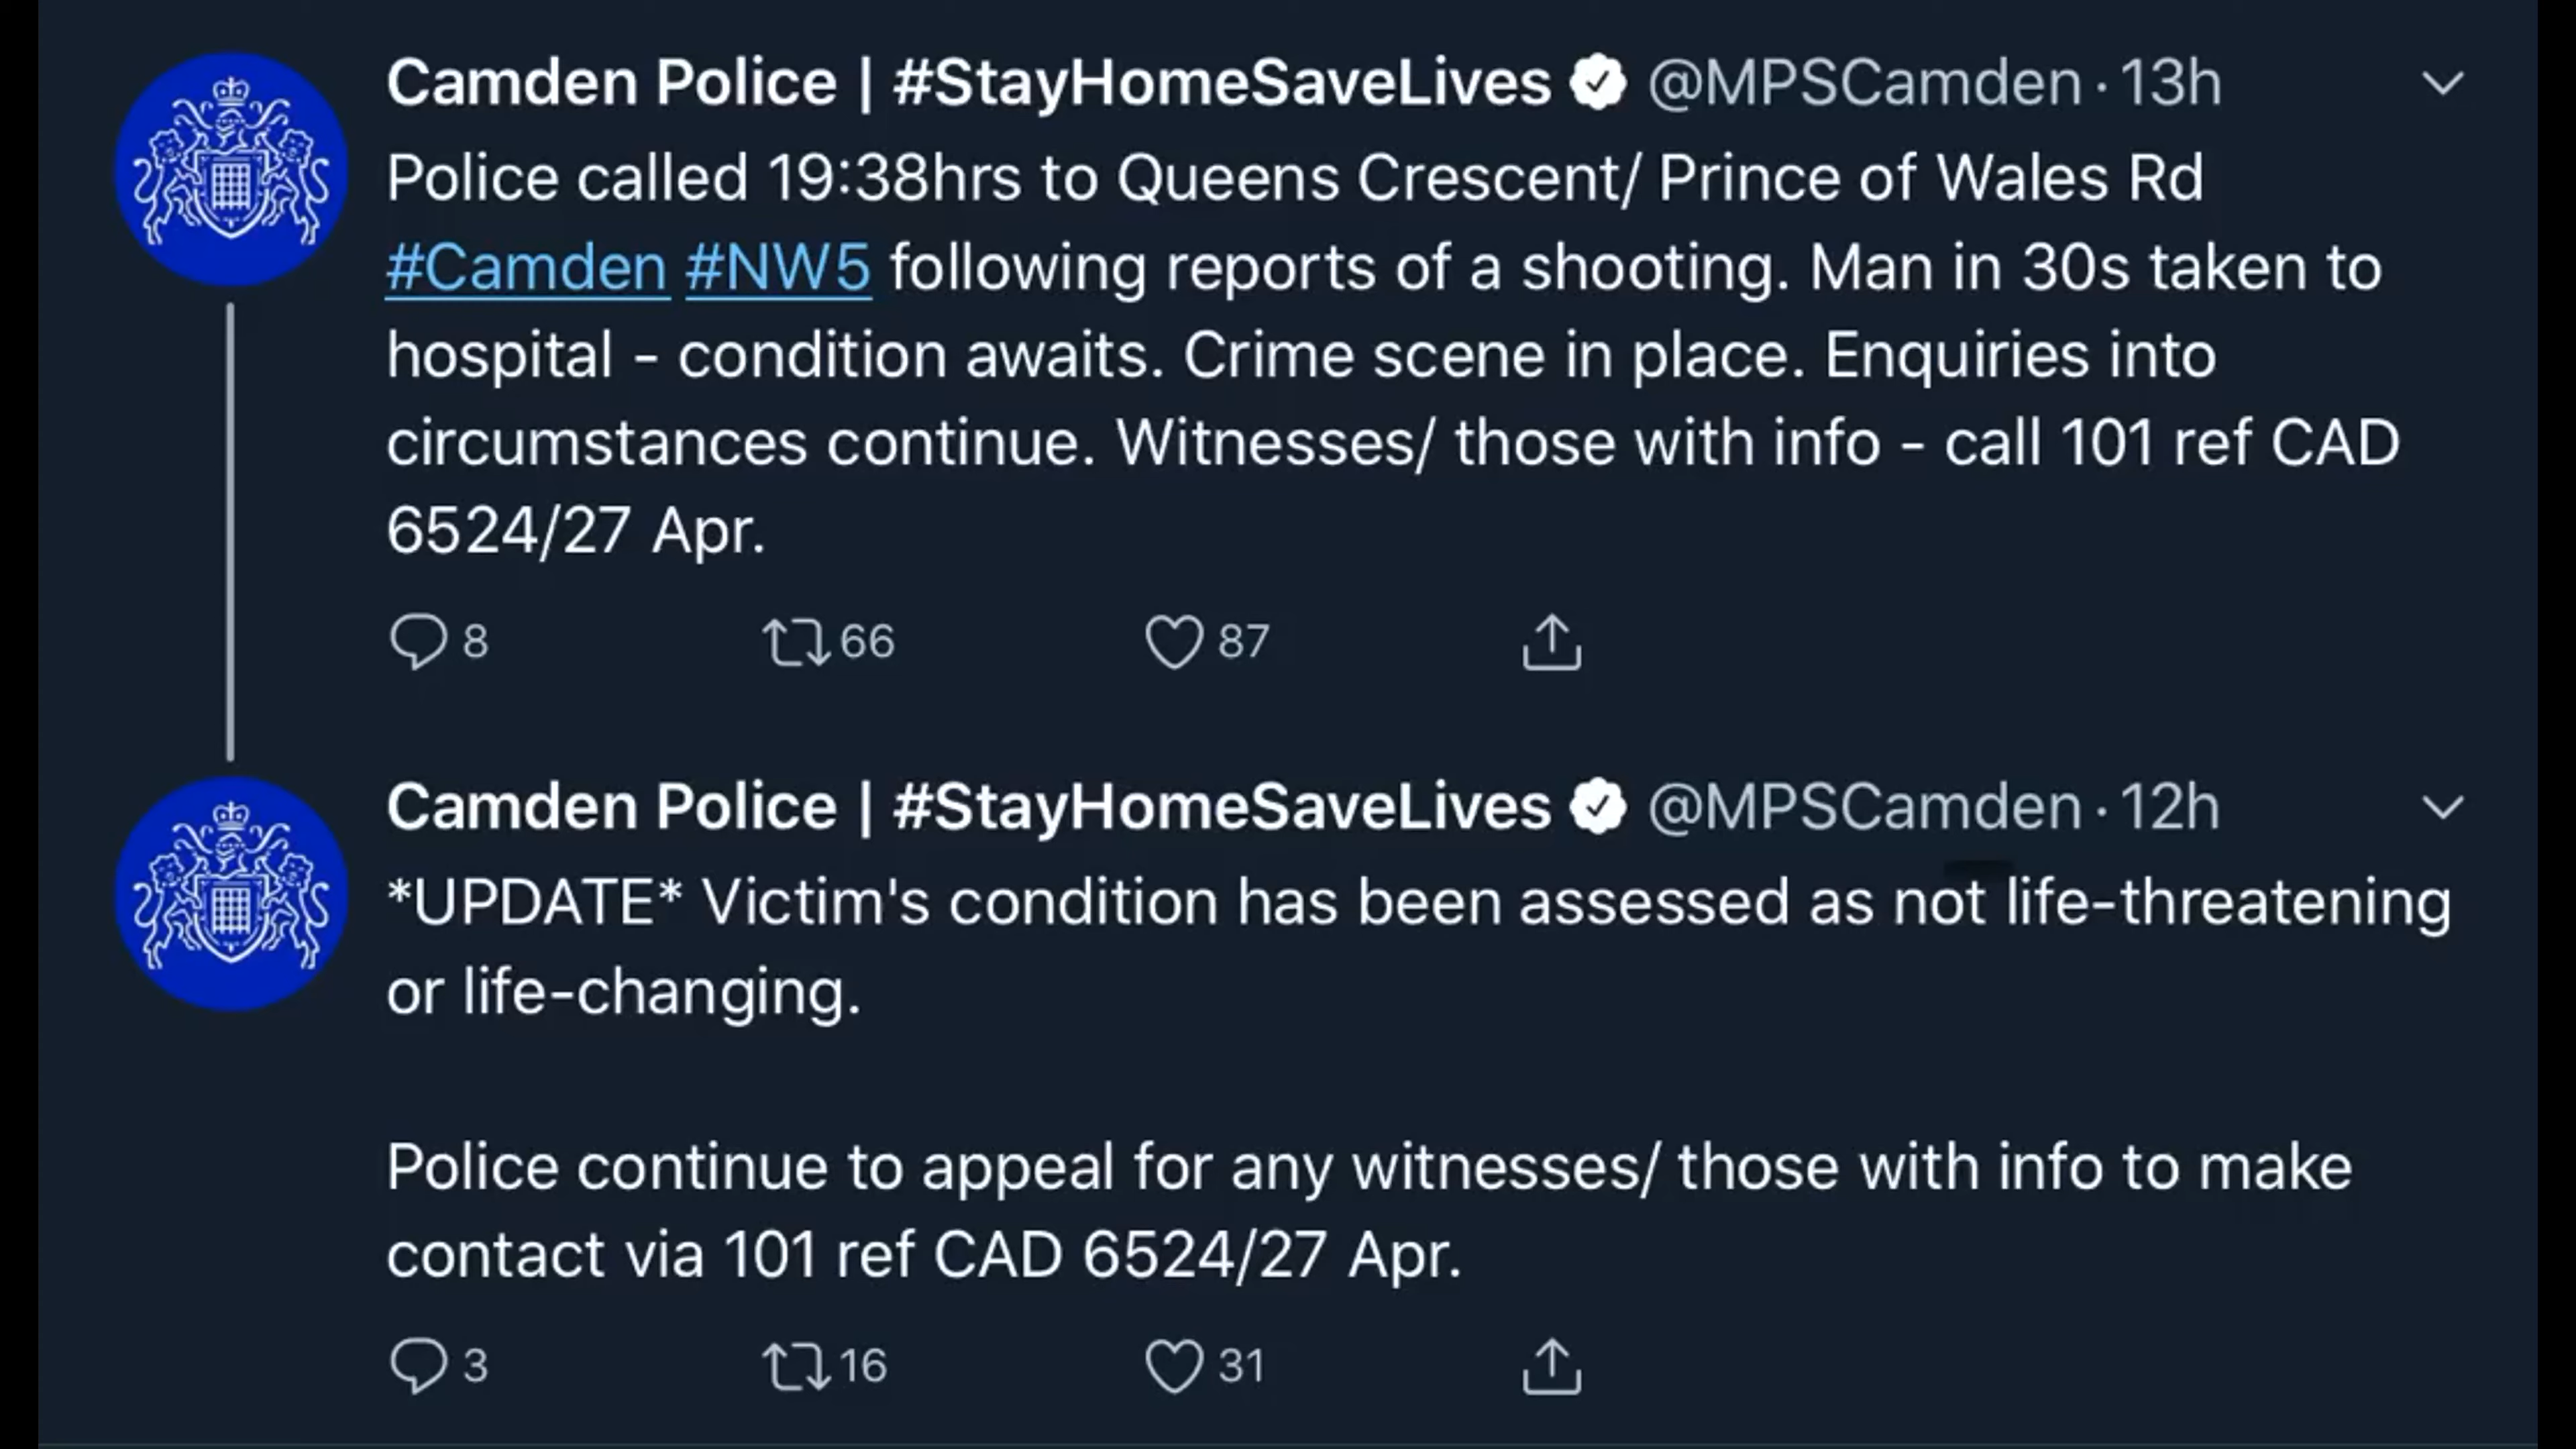 Camden Police | #StayHomeSaveLives @MPSCamden · 13h
Police called 19:38hrs to Queens Crescent/ Prince of Wales Rd
#Camden #NW5 following reports of a shooting. Man in 30s taken to
hospital - condition awaits. Crime scene in place. Enquiries into
circumstances continue. Witnesses/ those with info - call 101 ref CAD
6524/27 Apr.
8 66 87
Camden Police | #StayHomeSaveLives @MPSCamden · 12h
*UPDATE* Victim's condition has been assessed as not life-threatening
or life-changing.
Police continue to appeal for any witnesses/ those with info to make
contact via 101 ref CAD 6524/27 Apr.
3 16 31